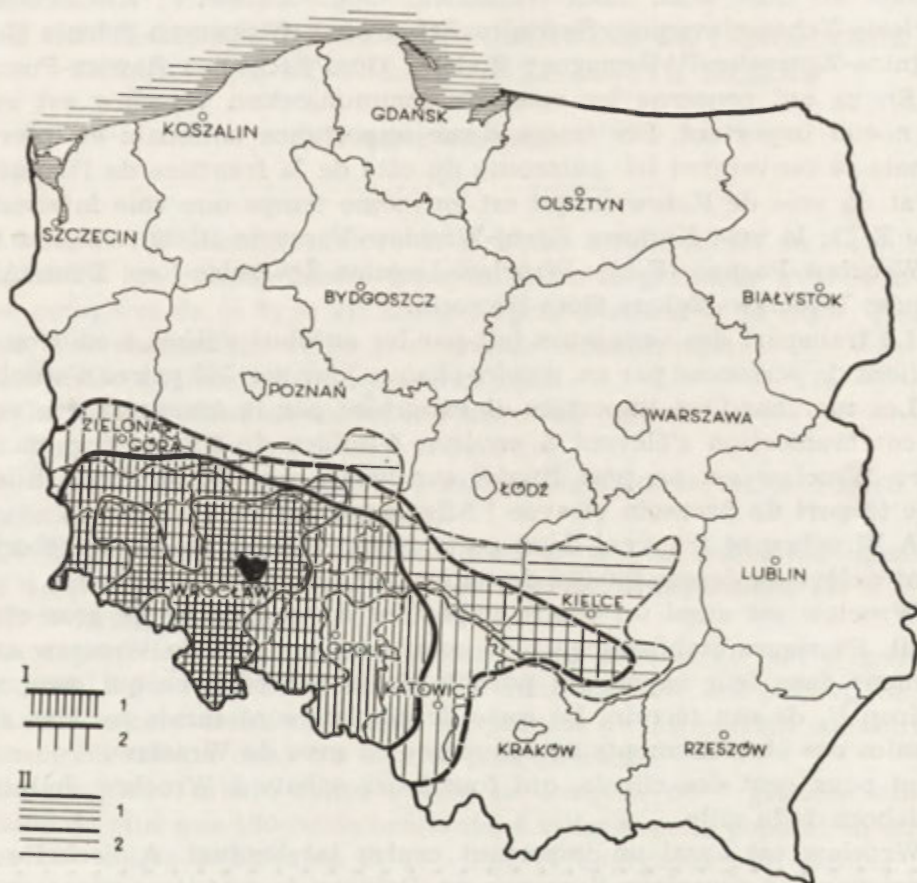 KOSZALIN
GDAŃSK
OLSZTYN
SZCZECIN
BYDGOSZCZ
BIAŁYSTOK
POZNAŃ
WARSZAWA
ZIELONA
GÓRA
ŁÓDŹ
LUBLIN
WROCŁAW
KIELCE
OPOLE
KATOWICE
KRAKÓW
RZESZÓW
I
1
2
II
1
2